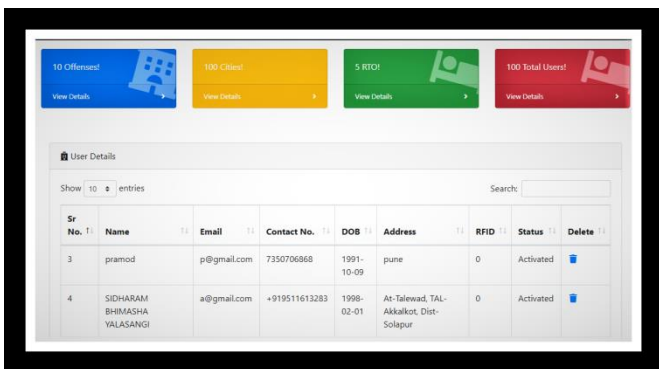 10 Offenses!
100 Cities!
5 RTO!
100 Total Users!
View Details
View Details
View Details
View Details
User Details
Show 10 entries
Search:
Sr No. Name Email Contact No. DOB Address RFID Status Delete
3 pramod p@gmail.com 7350706868 1991-10-09 pune 0 Activated
4 SIDHARAM BHIMASHA YALASANGI a@gmail.com +919511613283 1998-02-01 At-Talewad, TAL-Akkalkot, Dist-Solapur 0 Activated